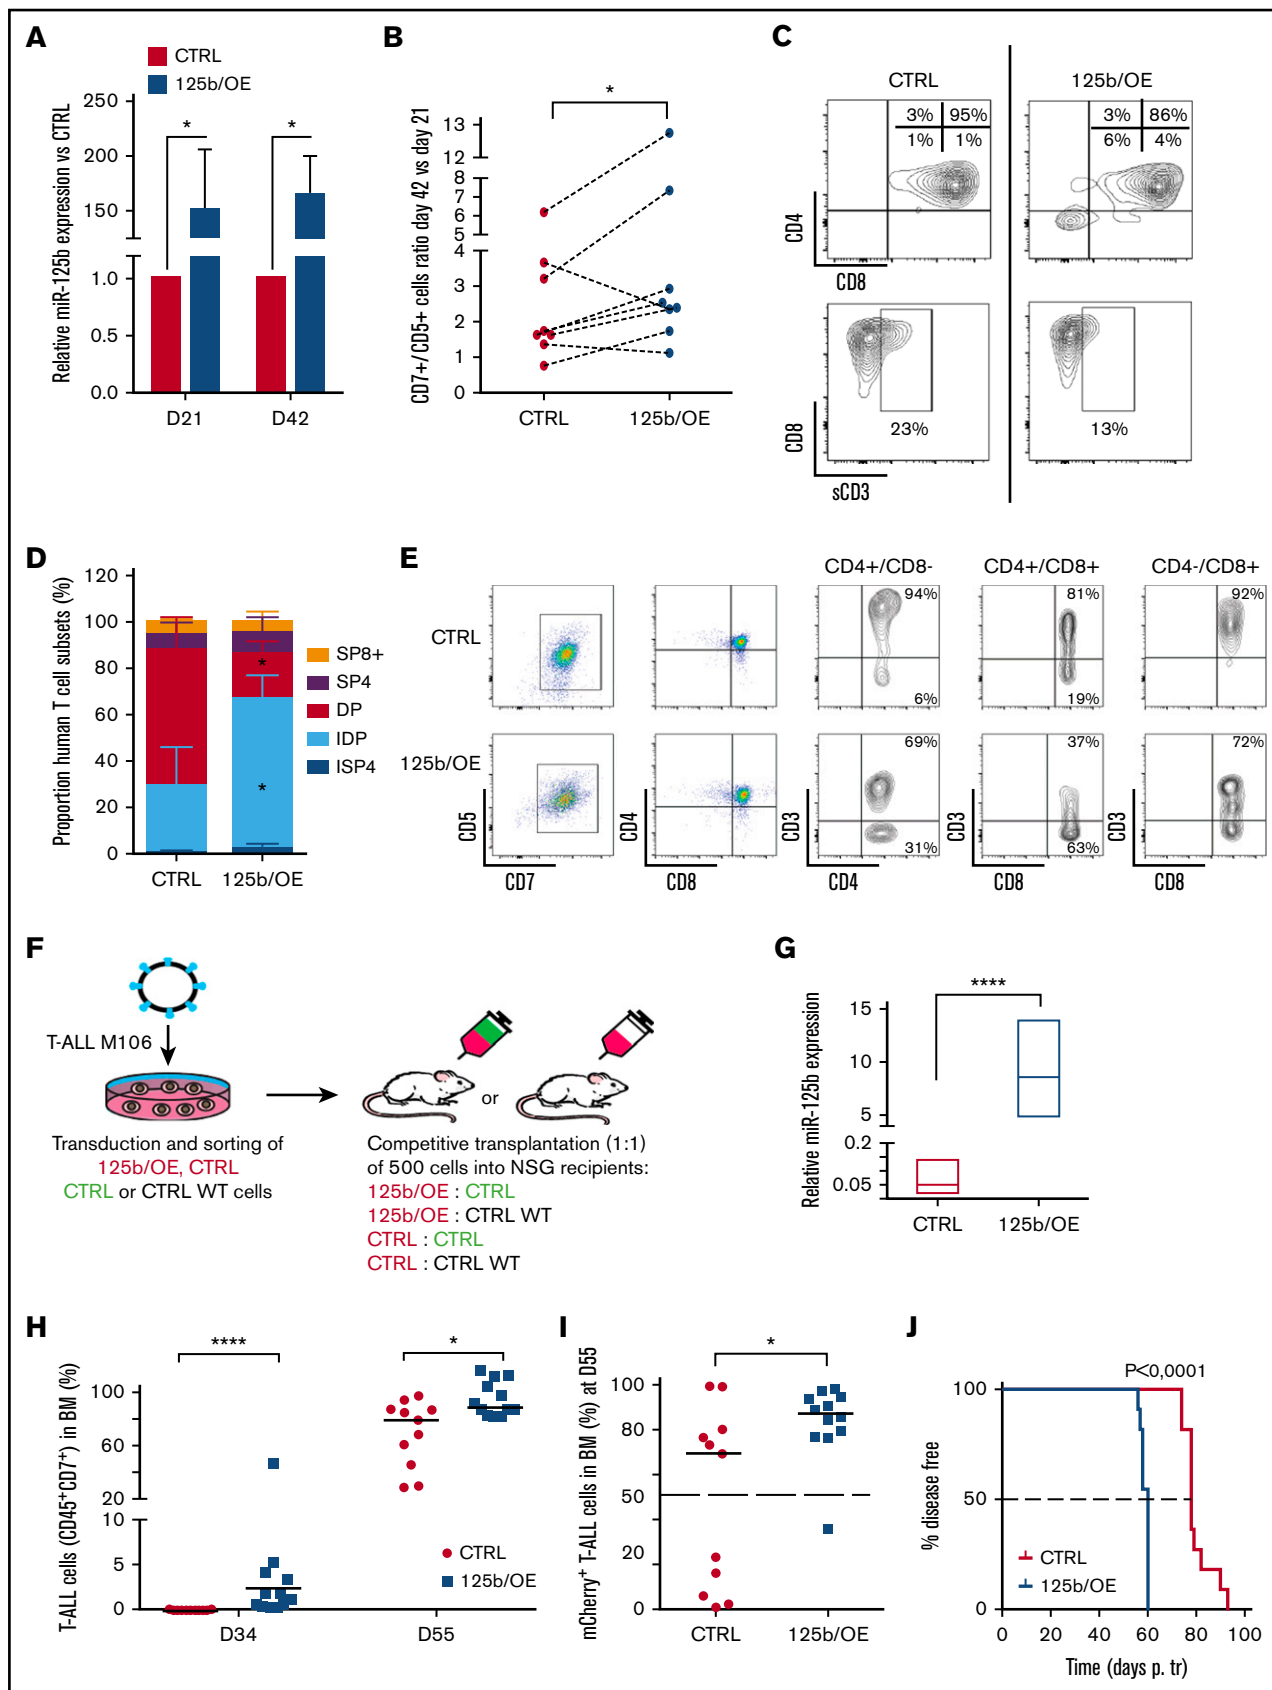 A
CTRL
125b/OE
Relative miR-125b expression vs CTRL
250
200
150
1.0
0.5
0.0
*
*
D21
D42
B
CD7+/CD5+ cells ratio day 42 vs day 21
13
12
8
7
6
5
4
3
2
1
0
*
CTRL
125b/OE
C
CTRL
125b/OE
3%
95%
1%
1%
3%
86%
6%
4%
CD4
CD8
23%
13%
CD8
sCD3
D
Proportion human T cell subsets (%)
120
100
80
60
40
20
0
*
*
CTRL
125b/OE
SP8+
SP4
DP
IDP
ISP4
E
CD4+/CD8-
CD4+/CD8+
CD4-/CD8+
CTRL
94%
6%
81%
19%
92%
125b/OE
69%
31%
37%
63%
72%
CD5
CD7
CD4
CD8
CD3
CD4
CD3
CD8
CD3
CD8
F
T-ALL M106
or
Transduction and sorting of
125b/OE, CTRL
CTRL or CTRL WT cells
Competitive transplantation (1:1)
of 500 cells into NSG recipients:
125b/OE : CTRL
125b/OE : CTRL WT
CTRL : CTRL
CTRL : CTRL WT
G
Relative miR-125b expression
15
10
5
0.2
0.05
****
CTRL
125b/OE
H
T-ALL cells (CD45⁺CD7⁺) in BM (%)
100
60
20
10
5
0
****
*
CTRL
125b/OE
D34
D55
I
mCherry⁺ T-ALL cells in BM (%) at D55
100
80
50
20
0
*
CTRL
125b/OE
J
P<0,0001
% disease free
100
50
0
CTRL
125b/OE
0
20
40
60
80
100
Time (days p. tr)